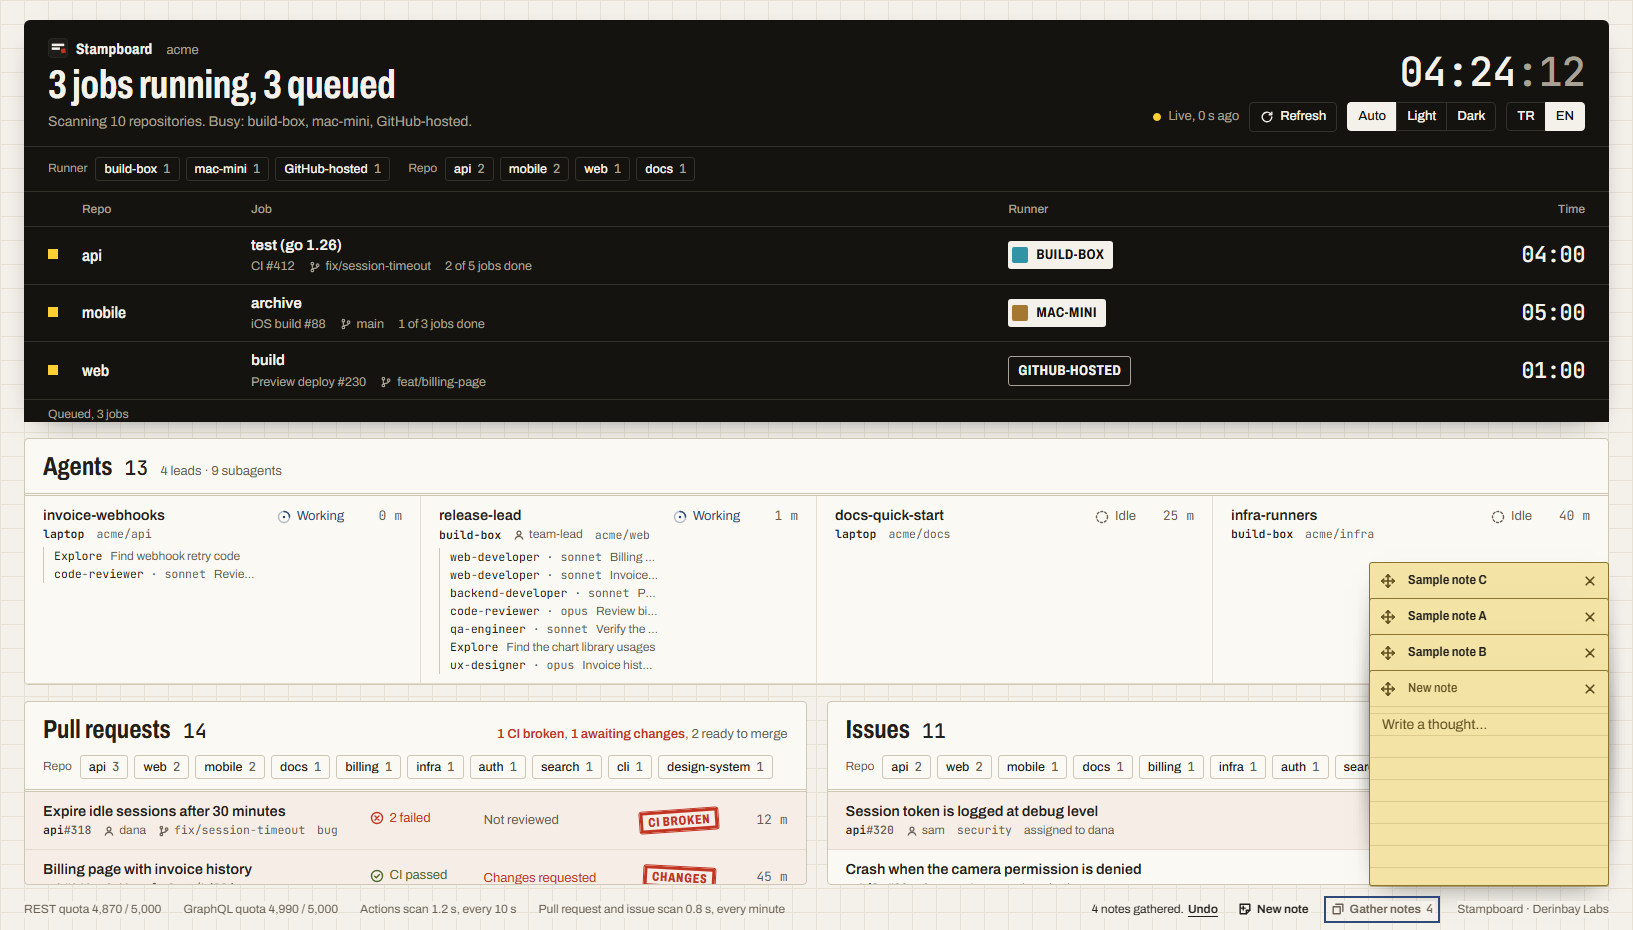 Stampboard acme
3 jobs running, 3 queued
Scanning 10 repositories. Busy: build-box, mac-mini, GitHub-hosted.
04:24:12
Live, 0 s ago Refresh Auto Light Dark TR EN
Runner build-box 1 mac-mini 1 GitHub-hosted 1 Repo api 2 mobile 2 web 1 docs 1
Repo Job Runner Time
api test (go 1.26) BUILD-BOX 04:00
CI #412 fix/session-timeout 2 of 5 jobs done
mobile archive MAC-MINI 05:00
iOS build #88 main 1 of 3 jobs done
web build GITHUB-HOSTED 01:00
Preview deploy #230 feat/billing-page
Queued, 3 jobs
Agents 13 4 leads · 9 subagents
invoice-webhooks Working 0 m
laptop acme/api
Explore Find webhook retry code
code-reviewer · sonnet Revie...
release-lead Working 1 m
build-box team-lead acme/web
web-developer · sonnet Billing ...
web-developer · sonnet Invoice...
backend-developer · sonnet P...
code-reviewer · opus Review bi...
qa-engineer · sonnet Verify the ...
Explore Find the chart library usages
ux-designer · opus Invoice hist...
docs-quick-start Idle 25 m
laptop acme/docs
infra-runners Idle 40 m
build-box acme/infra
Sample note C
Sample note A
Sample note B
New note
Write a thought...
Pull requests 14 1 CI broken, 1 awaiting changes, 2 ready to merge
Repo api 3 web 2 mobile 2 docs 1 billing 1 infra 1 auth 1 search 1 cli 1 design-system 1
Expire idle sessions after 30 minutes 2 failed Not reviewed CI BROKEN 12 m
api#318 dana fix/session-timeout bug
Billing page with invoice history CI passed Changes requested CHANGES 45 m
Issues 11
Repo api 2 web 2 mobile 1 docs 1 billing 1 infra 1 auth 1 sear
Session token is logged at debug level
api#320 sam security assigned to dana
Crash when the camera permission is denied
REST quota 4,870 / 5,000 GraphQL quota 4,990 / 5,000 Actions scan 1.2 s, every 10 s Pull request and issue scan 0.8 s, every minute
4 notes gathered. Undo New note Gather notes 4 Stampboard · Derinbay Labs